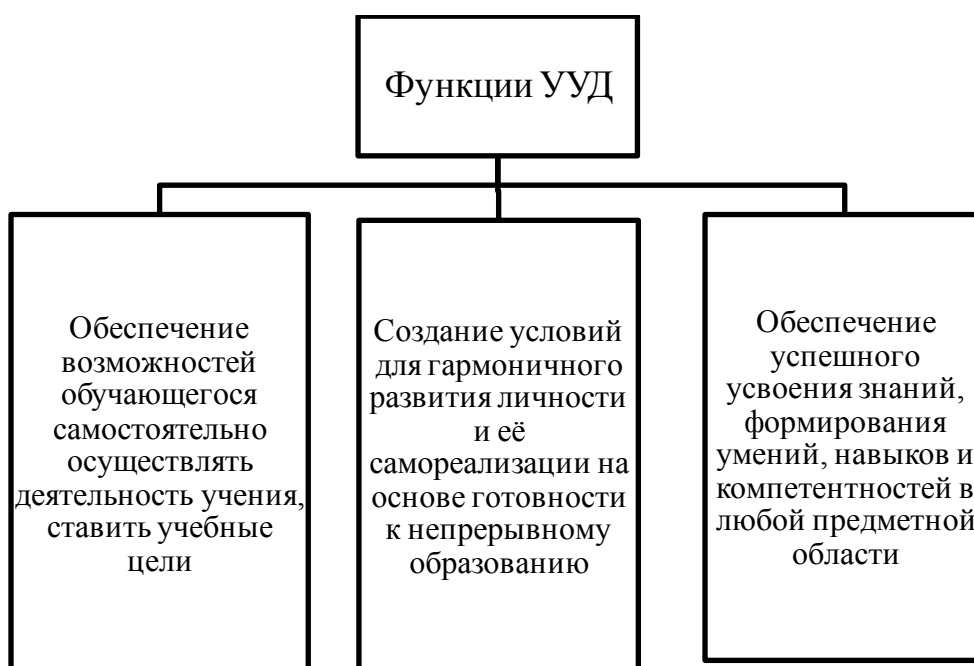 Функции УУД
Обеспечение
возможностей
обучающегося
самостоятельно
осуществлять
деятельность учения,
ставить учебные
цели
Создание условий
для гармоничного
развития личности
и её
самореализации на
основе готовности
к непрерывному
образованию
Обеспечение
успешного
усвоения знаний,
формирования
умений, навыков и
компетентностей в
любой предметной
области